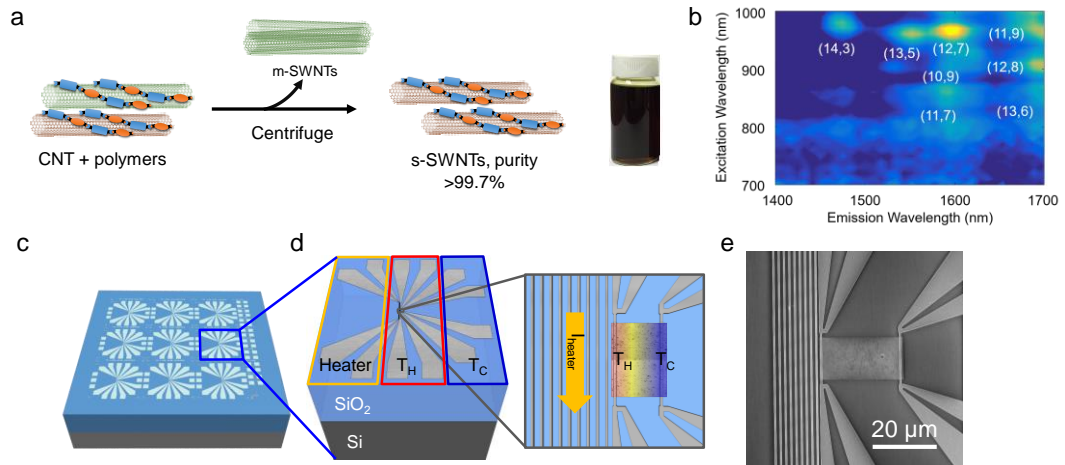 a
m-SWNTs
CNT + polymers
Centrifuge
s-SWNTs, purity
>99.7%
b
Excitation Wavelength (nm)
1000
900
800
700
1400
1500
1600
1700
Emission Wavelength (nm)
(14,3)
(13,5)
(12,7)
(11,9)
(10,9)
(12,8)
(11,7)
(13,6)
c
d
Heater
T_H
T_C
SiO₂
Si
I_heater
T_H
T_C
e
20 μm